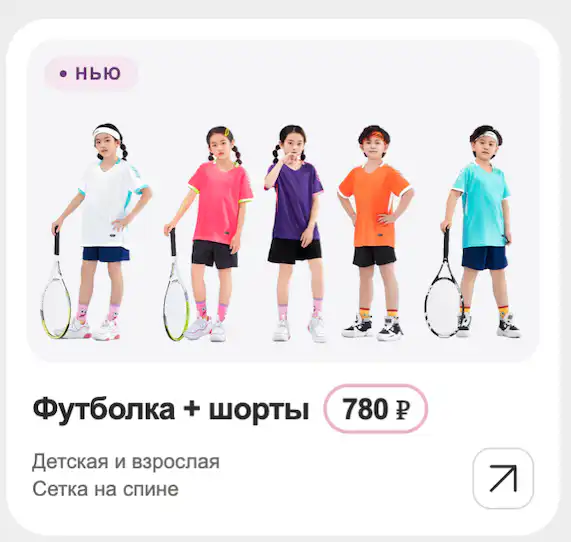 • НЬЮ
Футболка + шорты 780 ₽
Детская и взрослая
Сетка на спине